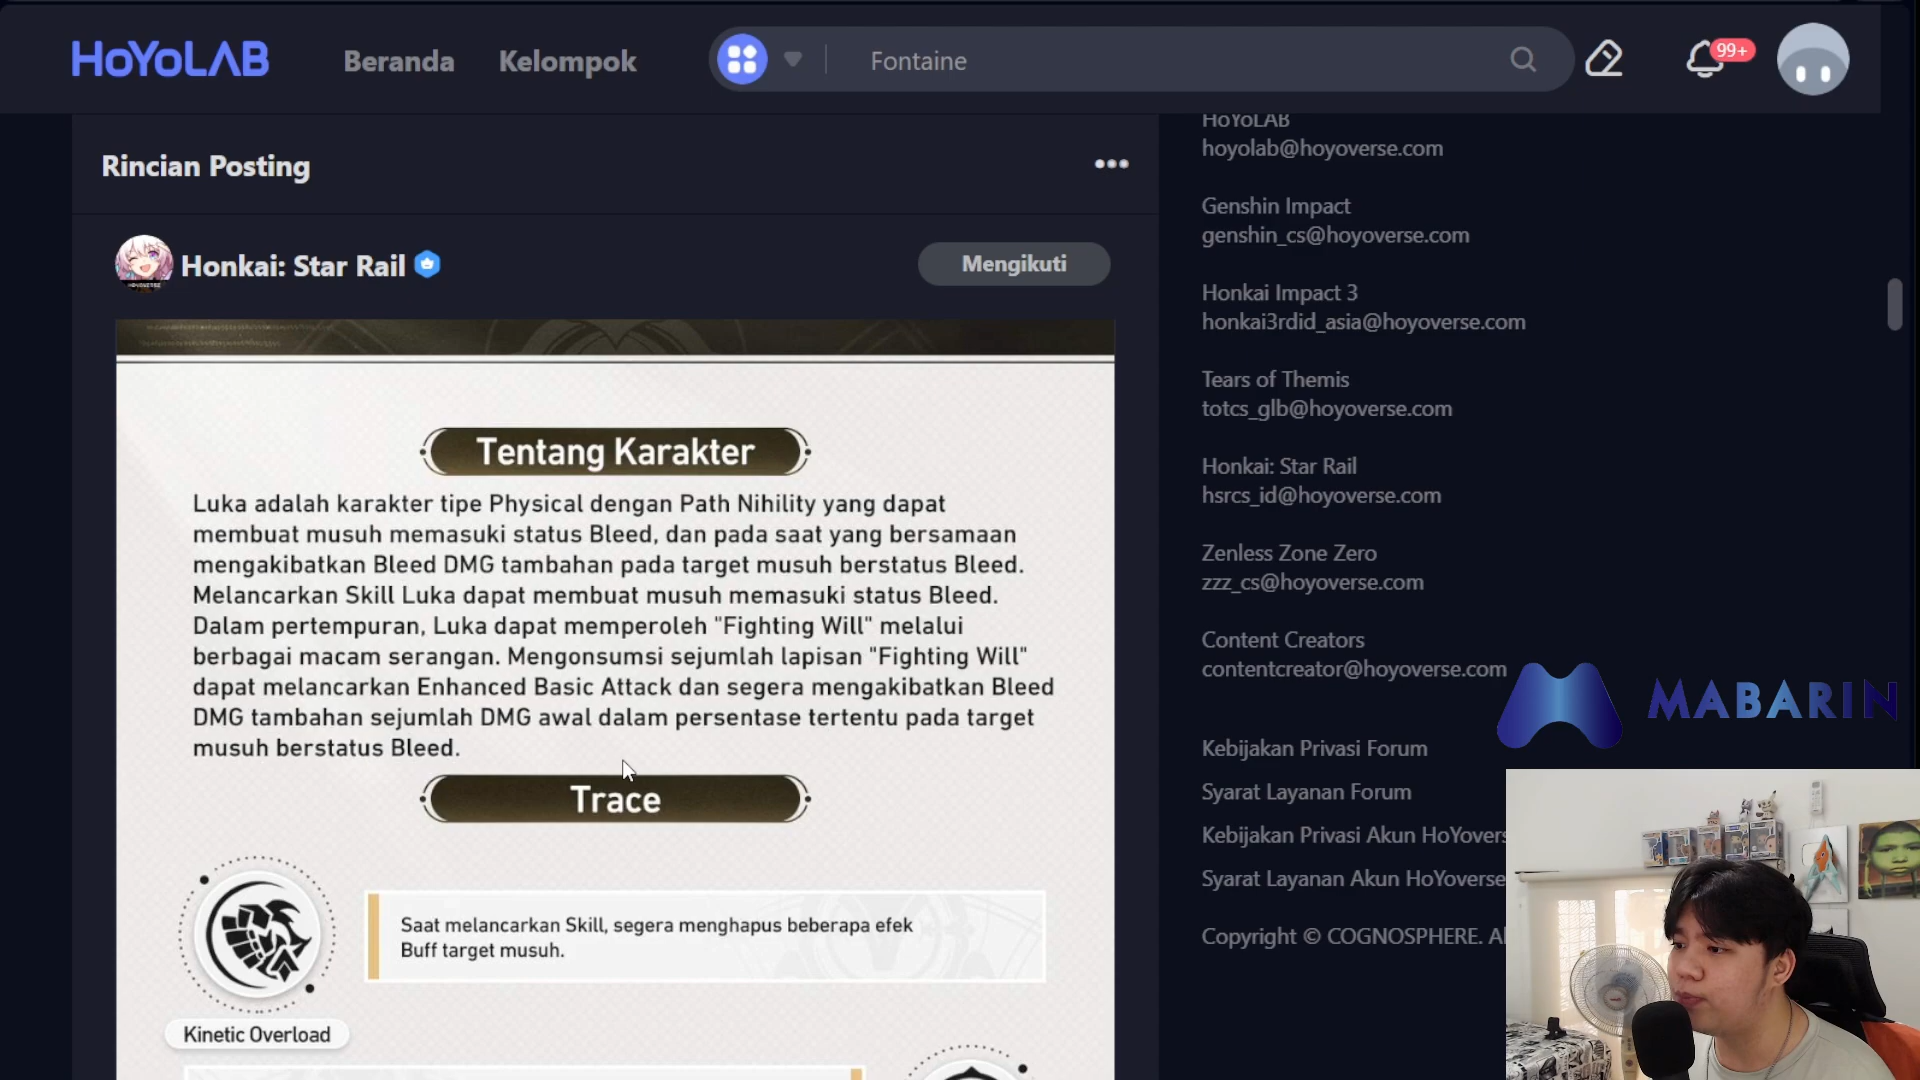 HoYoLAB
Beranda
Kelompok
Fontaine
99+
Rincian Posting
Honkai: Star Rail
Mengikuti
Tentang Karakter
Luka adalah karakter tipe Physical dengan Path Nihility yang dapat
membuat musuh memasuki status Bleed, dan pada saat yang bersamaan
mengakibatkan Bleed DMG tambahan pada target musuh berstatus Bleed.
Melancarkan Skill Luka dapat membuat musuh memasuki status Bleed.
Dalam pertempuran, Luka dapat memperoleh "Fighting Will" melalui
berbagai macam serangan. Mengonsumsi sejumlah lapisan "Fighting Will"
dapat melancarkan Enhanced Basic Attack dan segera mengakibatkan Bleed
DMG tambahan sejumlah DMG awal dalam persentase tertentu pada target
musuh berstatus Bleed.
Trace
Saat melancarkan Skill, segera menghapus beberapa efek
Buff target musuh.
Kinetic Overload
HoYoLAB
hoyolab@hoyoverse.com
Genshin Impact
genshin_cs@hoyoverse.com
Honkai Impact 3
honkai3rdid_asia@hoyoverse.com
Tears of Themis
totcs_glb@hoyoverse.com
Honkai: Star Rail
hsrcs_id@hoyoverse.com
Zenless Zone Zero
zzz_cs@hoyoverse.com
Content Creators
contentcreator@hoyoverse.com
MABARIN
Kebijakan Privasi Forum
Syarat Layanan Forum
Kebijakan Privasi Akun HoYovers
Syarat Layanan Akun HoYoverse
Copyright © COGNOSPHERE. Al